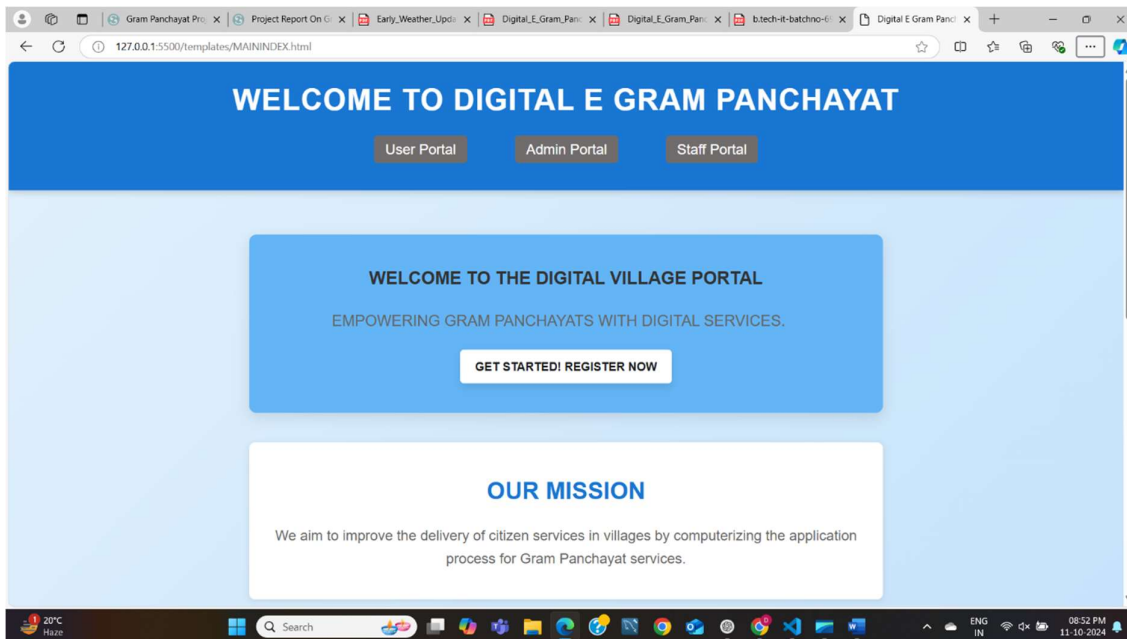 Gram Panchayat Pro
Project Report On G
Early_Weather_Upda
Digital_E_Gram_Panc
Digital_E_Gram_Panc
b.tech-it-batchno-6
Digital E Gram Panch
127.0.0.1:5500/templates/MAININDEX.html
WELCOME TO DIGITAL E GRAM PANCHAYAT
User Portal
Admin Portal
Staff Portal
WELCOME TO THE DIGITAL VILLAGE PORTAL
EMPOWERING GRAM PANCHAYATS WITH DIGITAL SERVICES.
GET STARTED! REGISTER NOW
OUR MISSION
We aim to improve the delivery of citizen services in villages by computerizing the application
process for Gram Panchayat services.
1
20°C
Haze
Search
ENG
IN
08:52 PM
11-10-2024